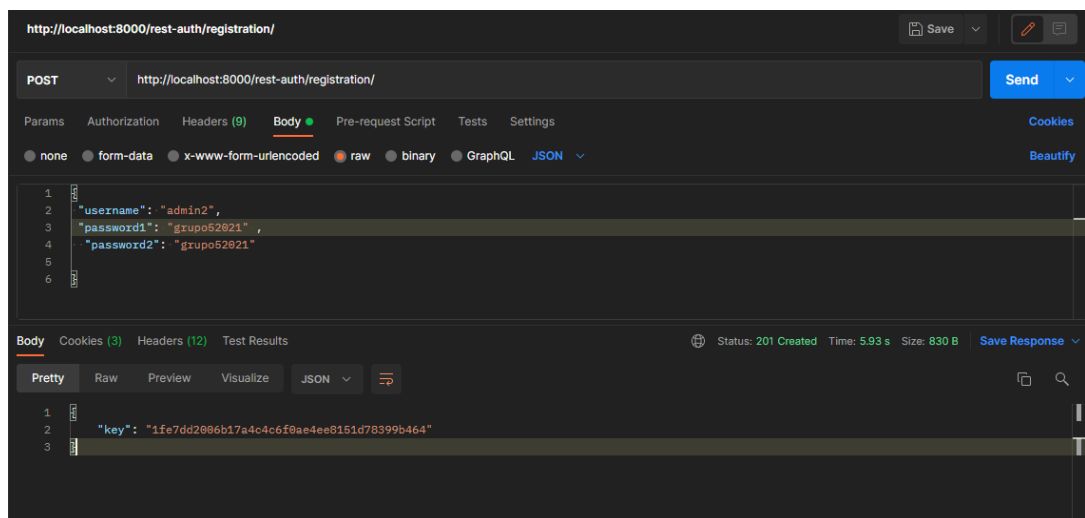 http://localhost:8000/rest-auth/registration/ Save
POST http://localhost:8000/rest-auth/registration/ Send
Params Authorization Headers (9) Body Pre-request Script Tests Settings Cookies
none form-data x-www-form-urlencoded raw binary GraphQL JSON Beautify
1 {
2 "username": "admin2",
3 "password1": "grupo52021" ,
4 "password2": "grupo52021"
5
6 }
Body Cookies (3) Headers (12) Test Results Status: 201 Created Time: 5.93 s Size: 830 B Save Response
Pretty Raw Preview Visualize JSON
1 {
2 "key": "1fe7dd2006b17a4c4c6f0ae4ee8151d78399b464"
3 }